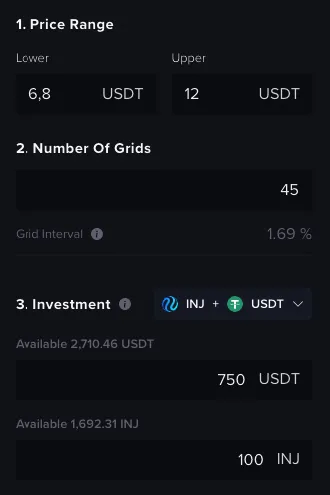 1. Price Range
Lower Upper
6,8 USDT 12 USDT
2. Number Of Grids
45
Grid Interval i 1.69 %
3. Investment i INJ + USDT
Available 2,710.46 USDT
750 USDT
Available 1,692.31 INJ
100 INJ